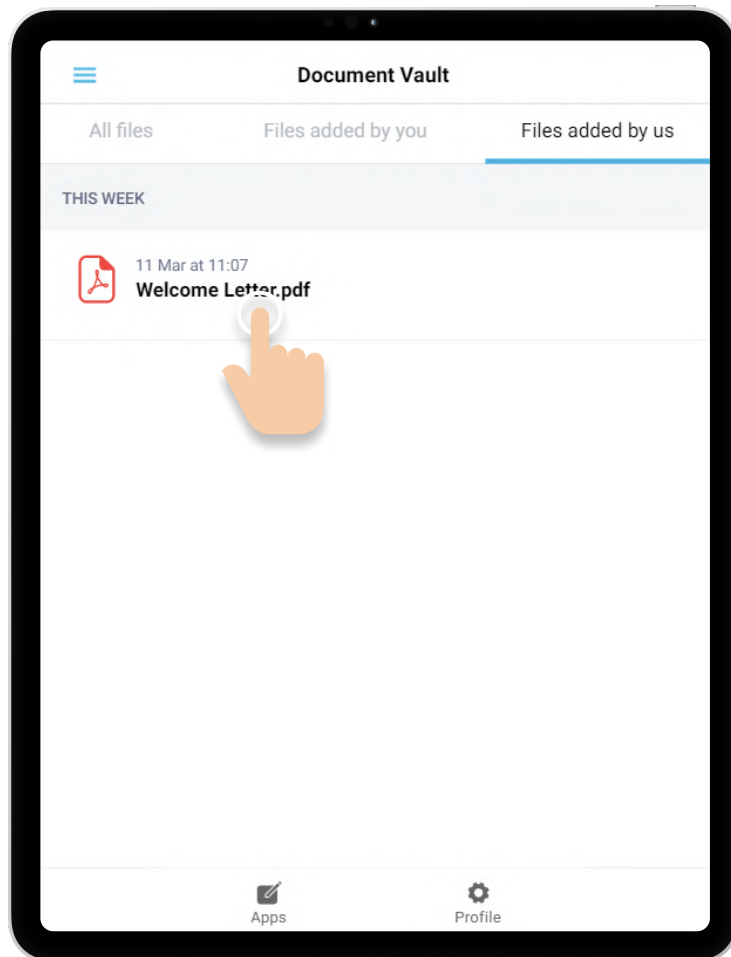 Document Vault
All files Files added by you Files added by us
THIS WEEK
11 Mar at 11:07
Welcome Letter.pdf
Apps Profile